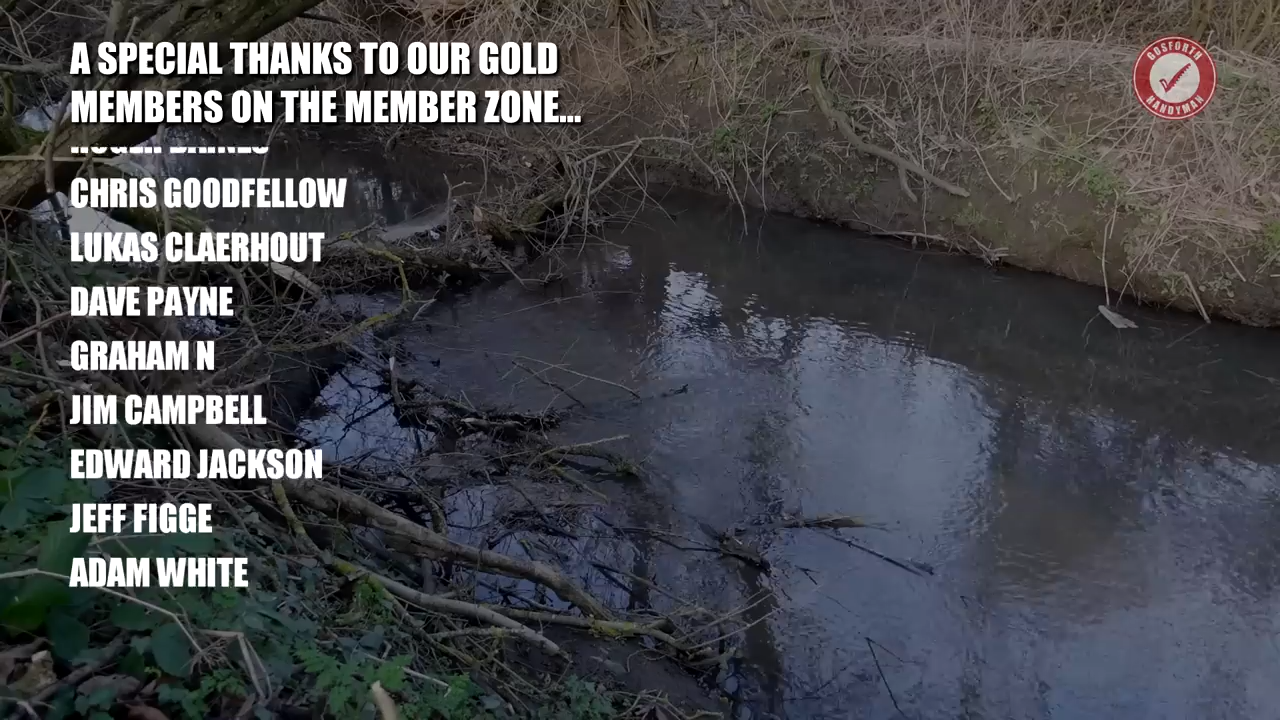 A SPECIAL THANKS TO OUR GOLD
MEMBERS ON THE MEMBER ZONE...
CHRIS GOODFELLOW
LUKAS CLAERHOUT
DAVE PAYNE
GRAHAM N
JIM CAMPBELL
EDWARD JACKSON
JEFF FIGGE
ADAM WHITE
GOSFORTH
HANDYMAN